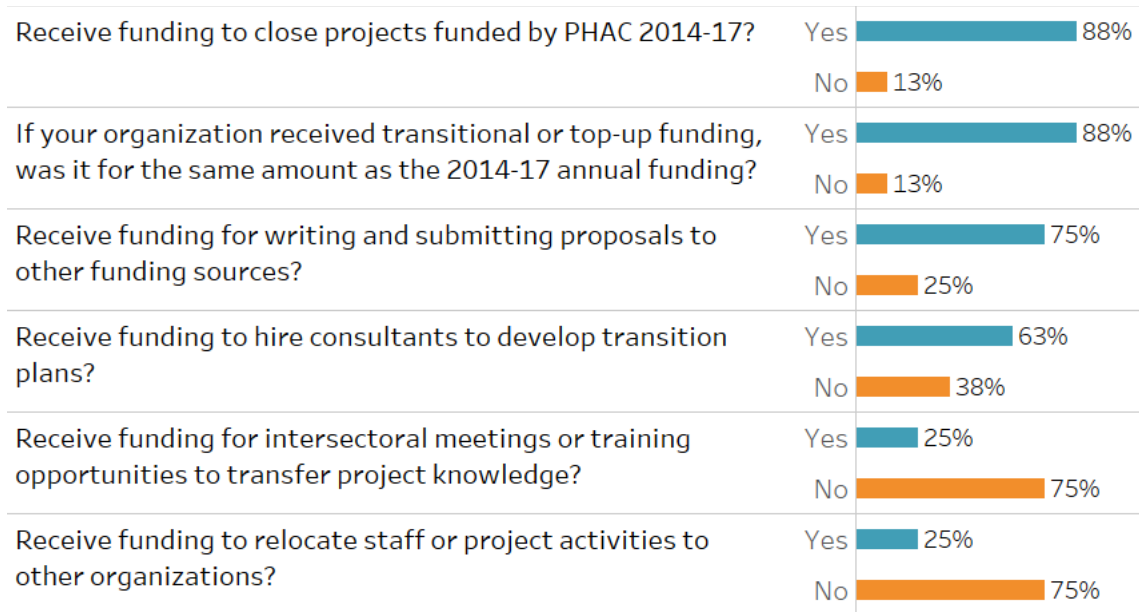 Receive funding to close projects funded by PHAC 2014-17? Yes 88%
No 13%
If your organization received transitional or top-up funding, Yes 88%
was it for the same amount as the 2014-17 annual funding?
No 13%
Receive funding for writing and submitting proposals to Yes 75%
other funding sources?
No 25%
Receive funding to hire consultants to develop transition Yes 63%
plans?
No 38%
Receive funding for intersectoral meetings or training Yes 25%
opportunities to transfer project knowledge?
No 75%
Receive funding to relocate staff or project activities to Yes 25%
other organizations?
No 75%